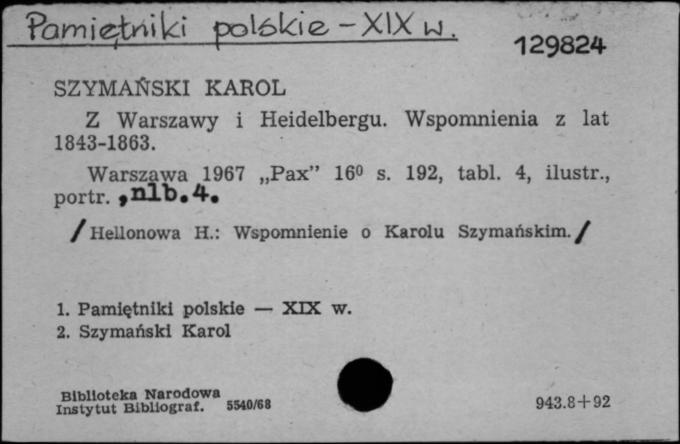 Pamiętniki polskie – XIX w.
129824
SZYMAŃSKI KAROL
Z Warszawy i Heidelbergu. Wspomnienia z lat
1843-1863.
Warszawa 1967 „Pax” 16⁰ s. 192, tabl. 4, ilustr.,
portr. , nlb. 4.
/ Hellonowa H.: Wspomnienie o Karolu Szymańskim. /
1. Pamiętniki polskie — XIX w.
2. Szymański Karol
Biblioteka Narodowa
Instytut Bibliograf. 5540/68
943.8+92